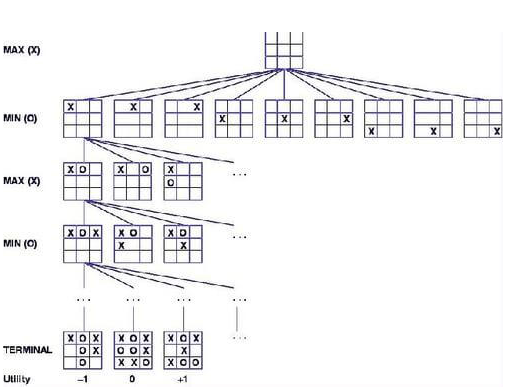 MAX (X)
X X X
MIN (O) X X X
X X X
X O X O X ...
MAX (X) O
X O X X O X O ...
MIN (O) X X
... ... ... ...
X O X X O X X O X ...
TERMINAL O X O O X X
O X X O X O O
Utility –1 0 +1